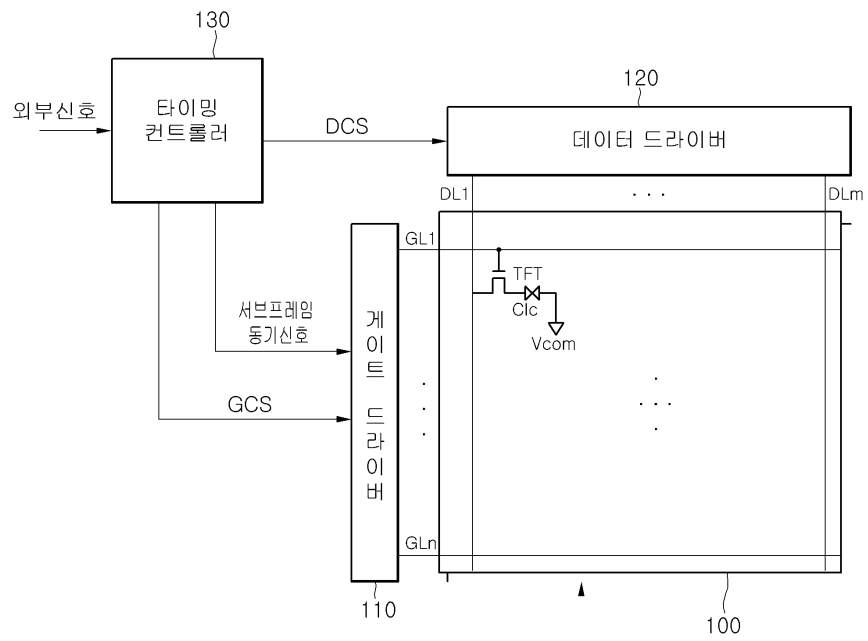 130
120
외부신호
타이밍
컨트롤러
DCS
데이터 드라이버
DL1
. . .
DLm
GL1
TFT
Clc
Vcom
서브프레임
동기신호
GCS
게이트 드라이버
GLn
110
100